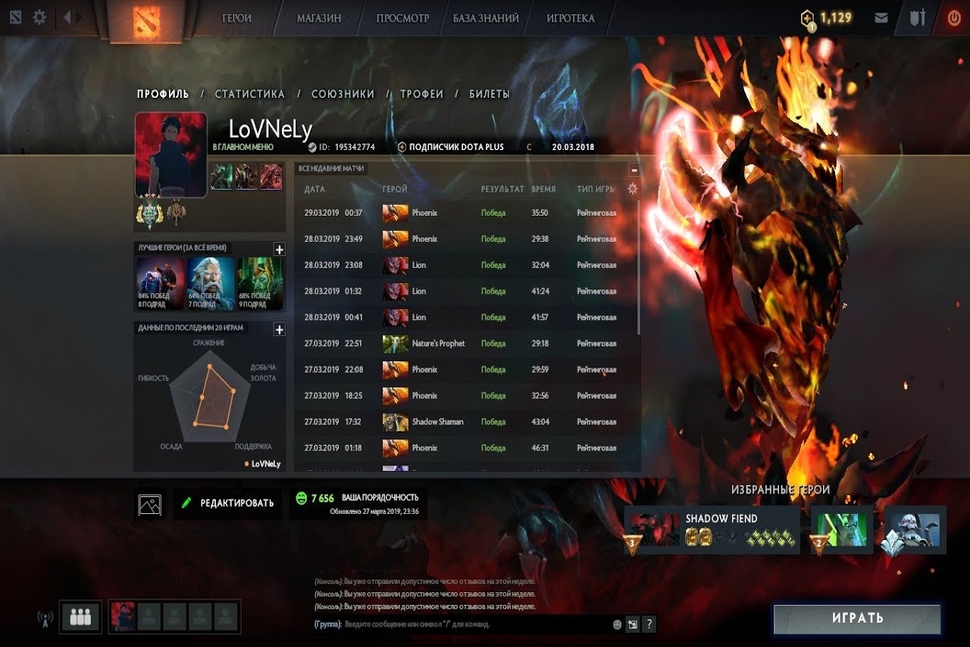 ГЕРОИ МАГАЗИН ПРОСМОТР БАЗА ЗНАНИЙ ИГРОТЕКА 1,129
ПРОФИЛЬ / СТАТИСТИКА / СОЮЗНИКИ / ТРОФЕИ / БИЛЕТЫ
LoVNeLy
В ГЛАВНОМ МЕНЮ ID: 195342774 ПОДПИСЧИК DOTA PLUS С 20.03.2018
ВСЕ НЕДАВНИЕ МАТЧИ
ДАТА ГЕРОЙ РЕЗУЛЬТАТ ВРЕМЯ ТИП ИГРЫ
29.03.2019 00:37 Phoenix Победа 35:50 Рейтинговая
28.03.2019 23:49 Phoenix Победа 29:38 Рейтинговая
28.03.2019 23:08 Lion Победа 32:04 Рейтинговая
28.03.2019 01:32 Lion Победа 41:24 Рейтинговая
28.03.2019 00:41 Lion Победа 41:57 Рейтинговая
27.03.2019 22:51 Nature's Prophet Победа 29:18 Рейтинговая
27.03.2019 22:08 Phoenix Победа 29:59 Рейтинговая
27.03.2019 18:25 Phoenix Победа 32:56 Рейтинговая
27.03.2019 17:32 Shadow Shaman Победа 43:04 Рейтинговая
27.03.2019 01:18 Phoenix Победа 46:31 Рейтинговая
ЛУЧШИЕ ГЕРОИ (ЗА ВСЁ ВРЕМЯ)
84% ПОБЕД 64% ПОБЕД 68% ПОБЕД
8 ПОДРЯД 7 ПОДРЯД 9 ПОДРЯД
ДАННЫЕ ПО ПОСЛЕДНИМ 20 ИГРАМ
СРАЖЕНИЕ
ГИБКОСТЬ ДОБЫЧА
ЗОЛОТА
ОСАДА ПОДДЕРЖКА
LoVNeLy
РЕДАКТИРОВАТЬ
7 656 ВАША ПОРЯДОЧНОСТЬ
Обновлено 27 марта 2019, 23:36
ИЗБРАННЫЕ ГЕРОИ
SHADOW FIEND
3 2
(Консоль): Вы уже отправили допустимое число отзывов на этой неделе.
(Консоль): Вы уже отправили допустимое число отзывов на этой неделе.
(Консоль): Вы уже отправили допустимое число отзывов на этой неделе.
(Группа): Введите сообщение или символ "/" для команд. ?
ИГРАТЬ